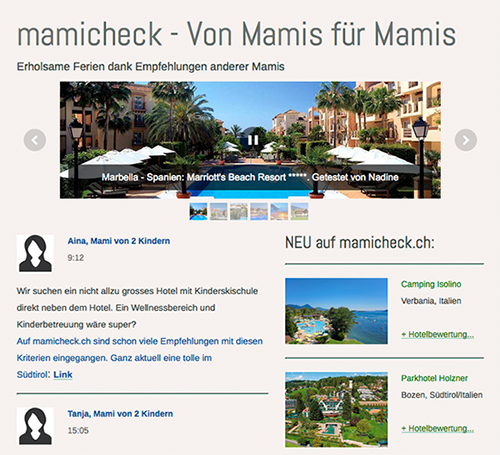 mamicheck - Von Mamis für Mamis
Erholsame Ferien dank Empfehlungen anderer Mamis
Marbella - Spanien: Marriott's Beach Resort *****. Getestet von Nadine
Aina, Mami von 2 Kindern
9:12
Wir suchen ein nicht allzu grosses Hotel mit Kinderskischule
direkt neben dem Hotel. Ein Wellnessbereich und
Kinderbetreuung wäre super?
Auf mamicheck.ch sind schon viele Empfehlungen mit diesen
Kriterien eingegangen. Ganz aktuell eine tolle im
Südtirol: Link
Tanja, Mami von 2 Kindern
15:05
NEU auf mamicheck.ch:
Camping Isolino
Verbania, Italien
+ Hotelbewertung...
Parkhotel Holzner
Bozen, Südtirol/Italien
+ Hotelbewertung...